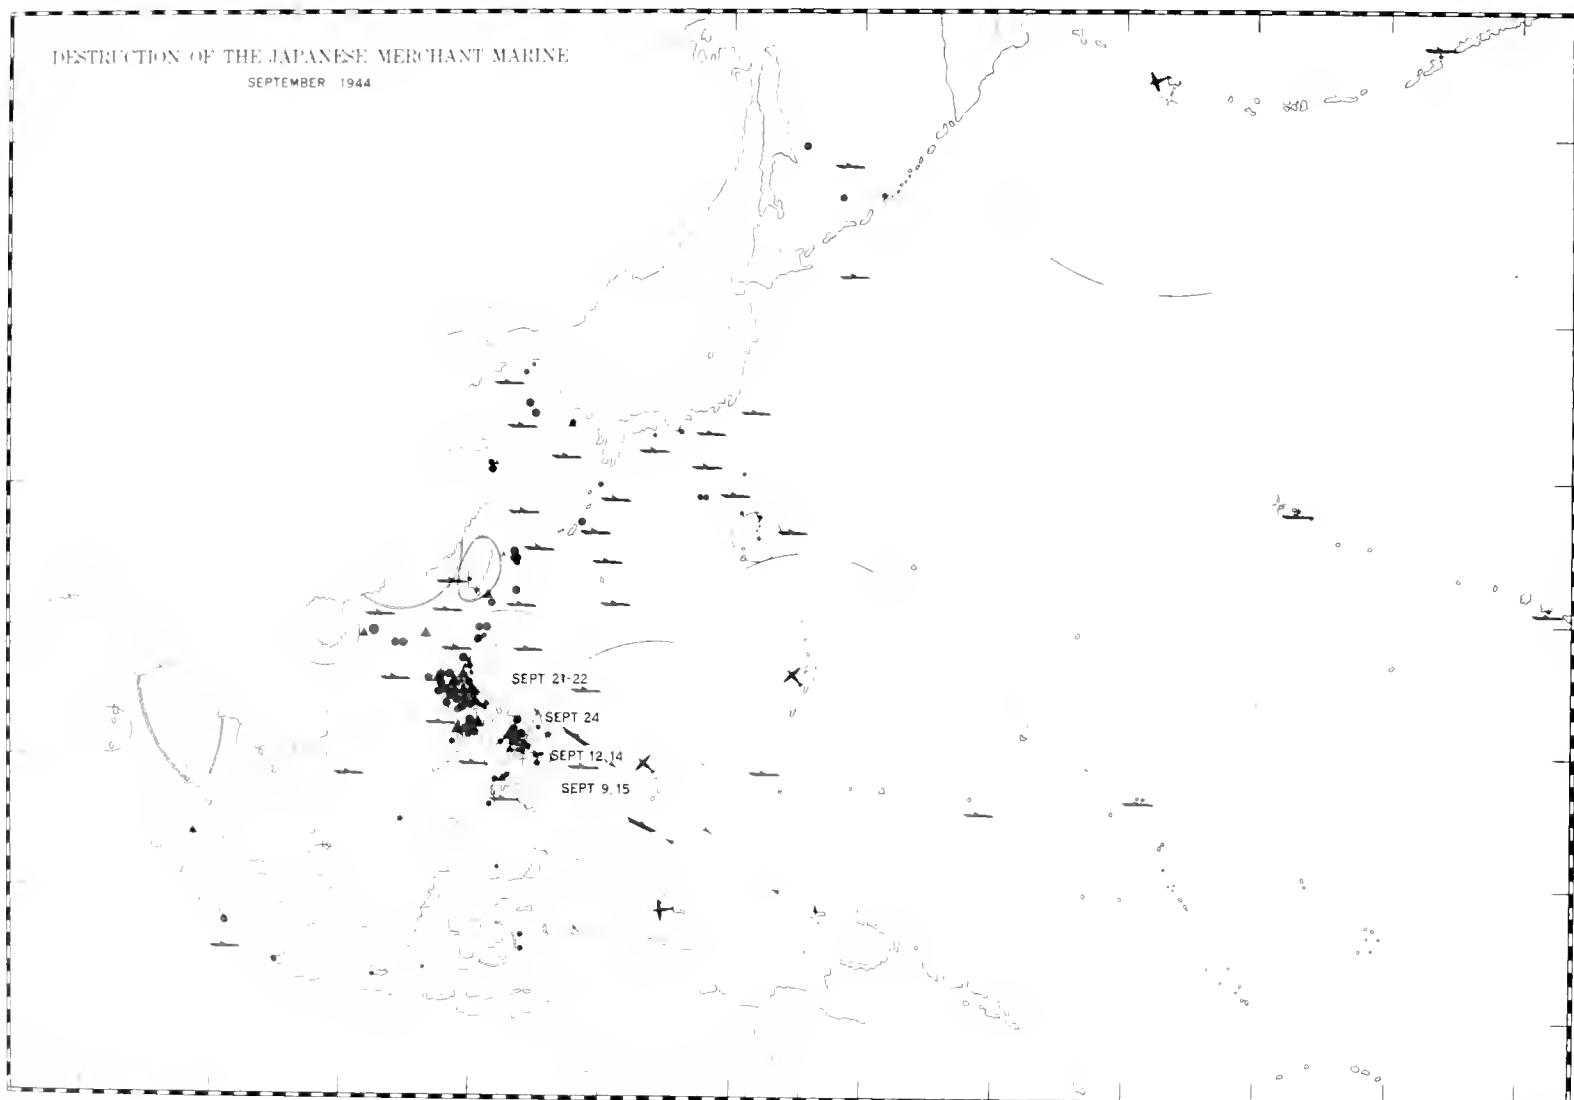 DESTRUCTION OF THE JAPANESE MERCHANT MARINE
SEPTEMBER 1944
SEPT 21-22
SEPT 24
SEPT 12, 14
SEPT 9, 15